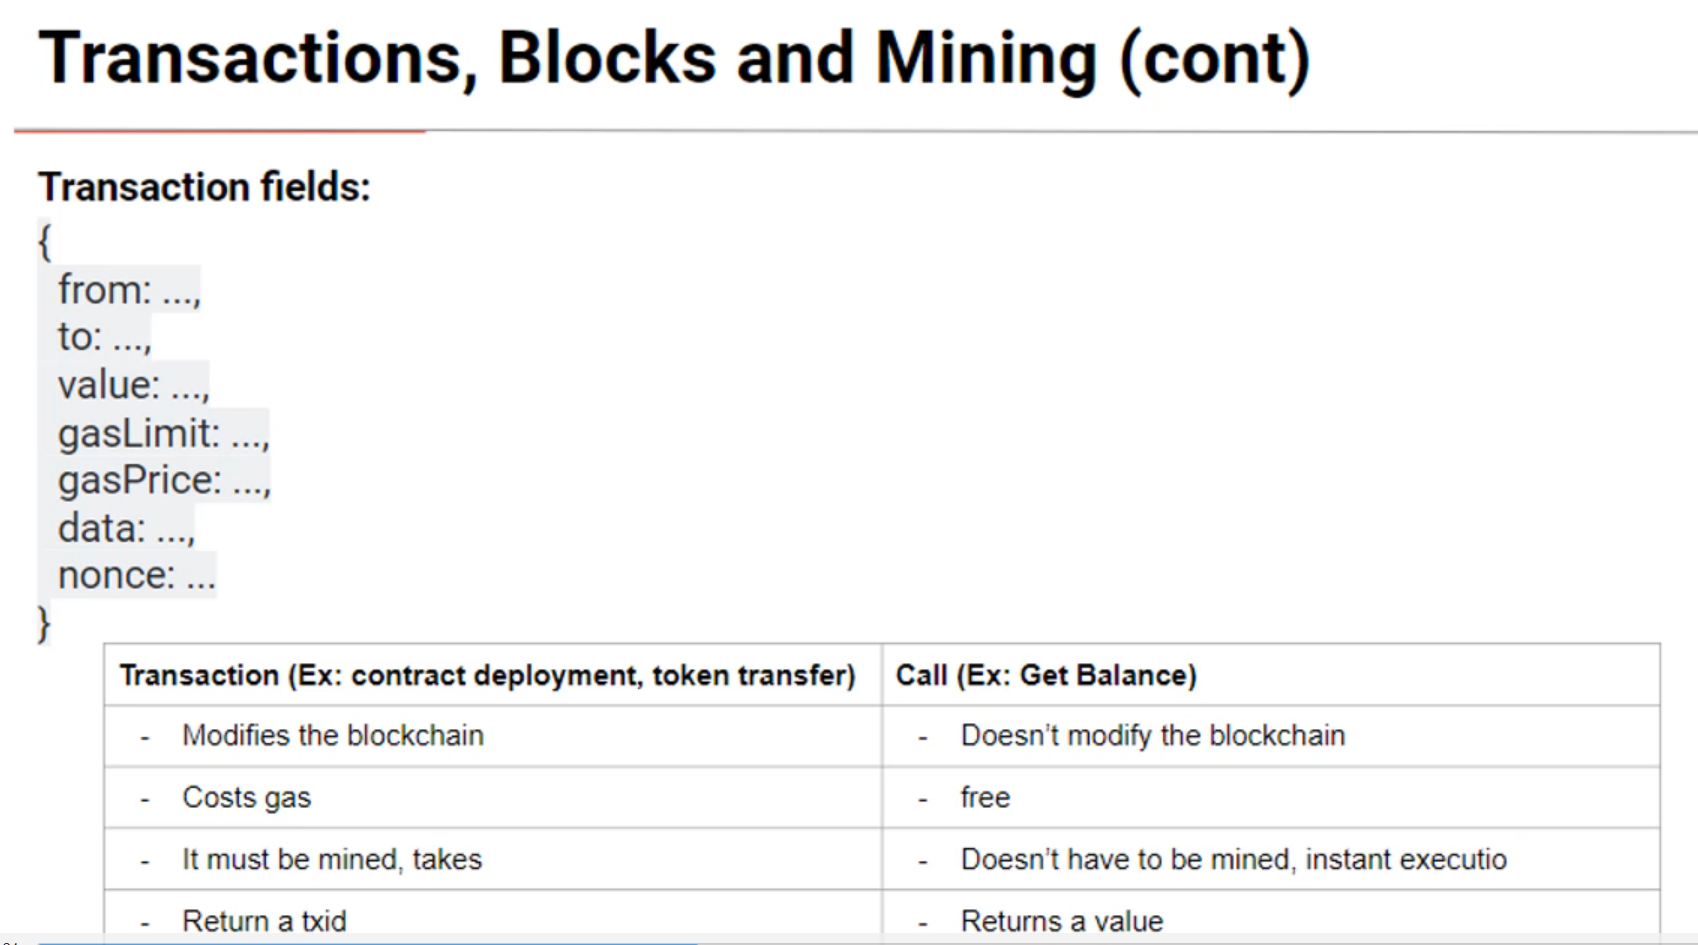 Transactions, Blocks and Mining (cont)
Transaction fields:
{
from: ...,
to: ...,
value: ...,
gasLimit: ...,
gasPrice: ...,
data: ...,
nonce: ...
}
Transaction (Ex: contract deployment, token transfer) Call (Ex: Get Balance)
- Modifies the blockchain - Doesn't modify the blockchain
- Costs gas - free
- It must be mined, takes - Doesn't have to be mined, instant executio
- Return a txid - Returns a value